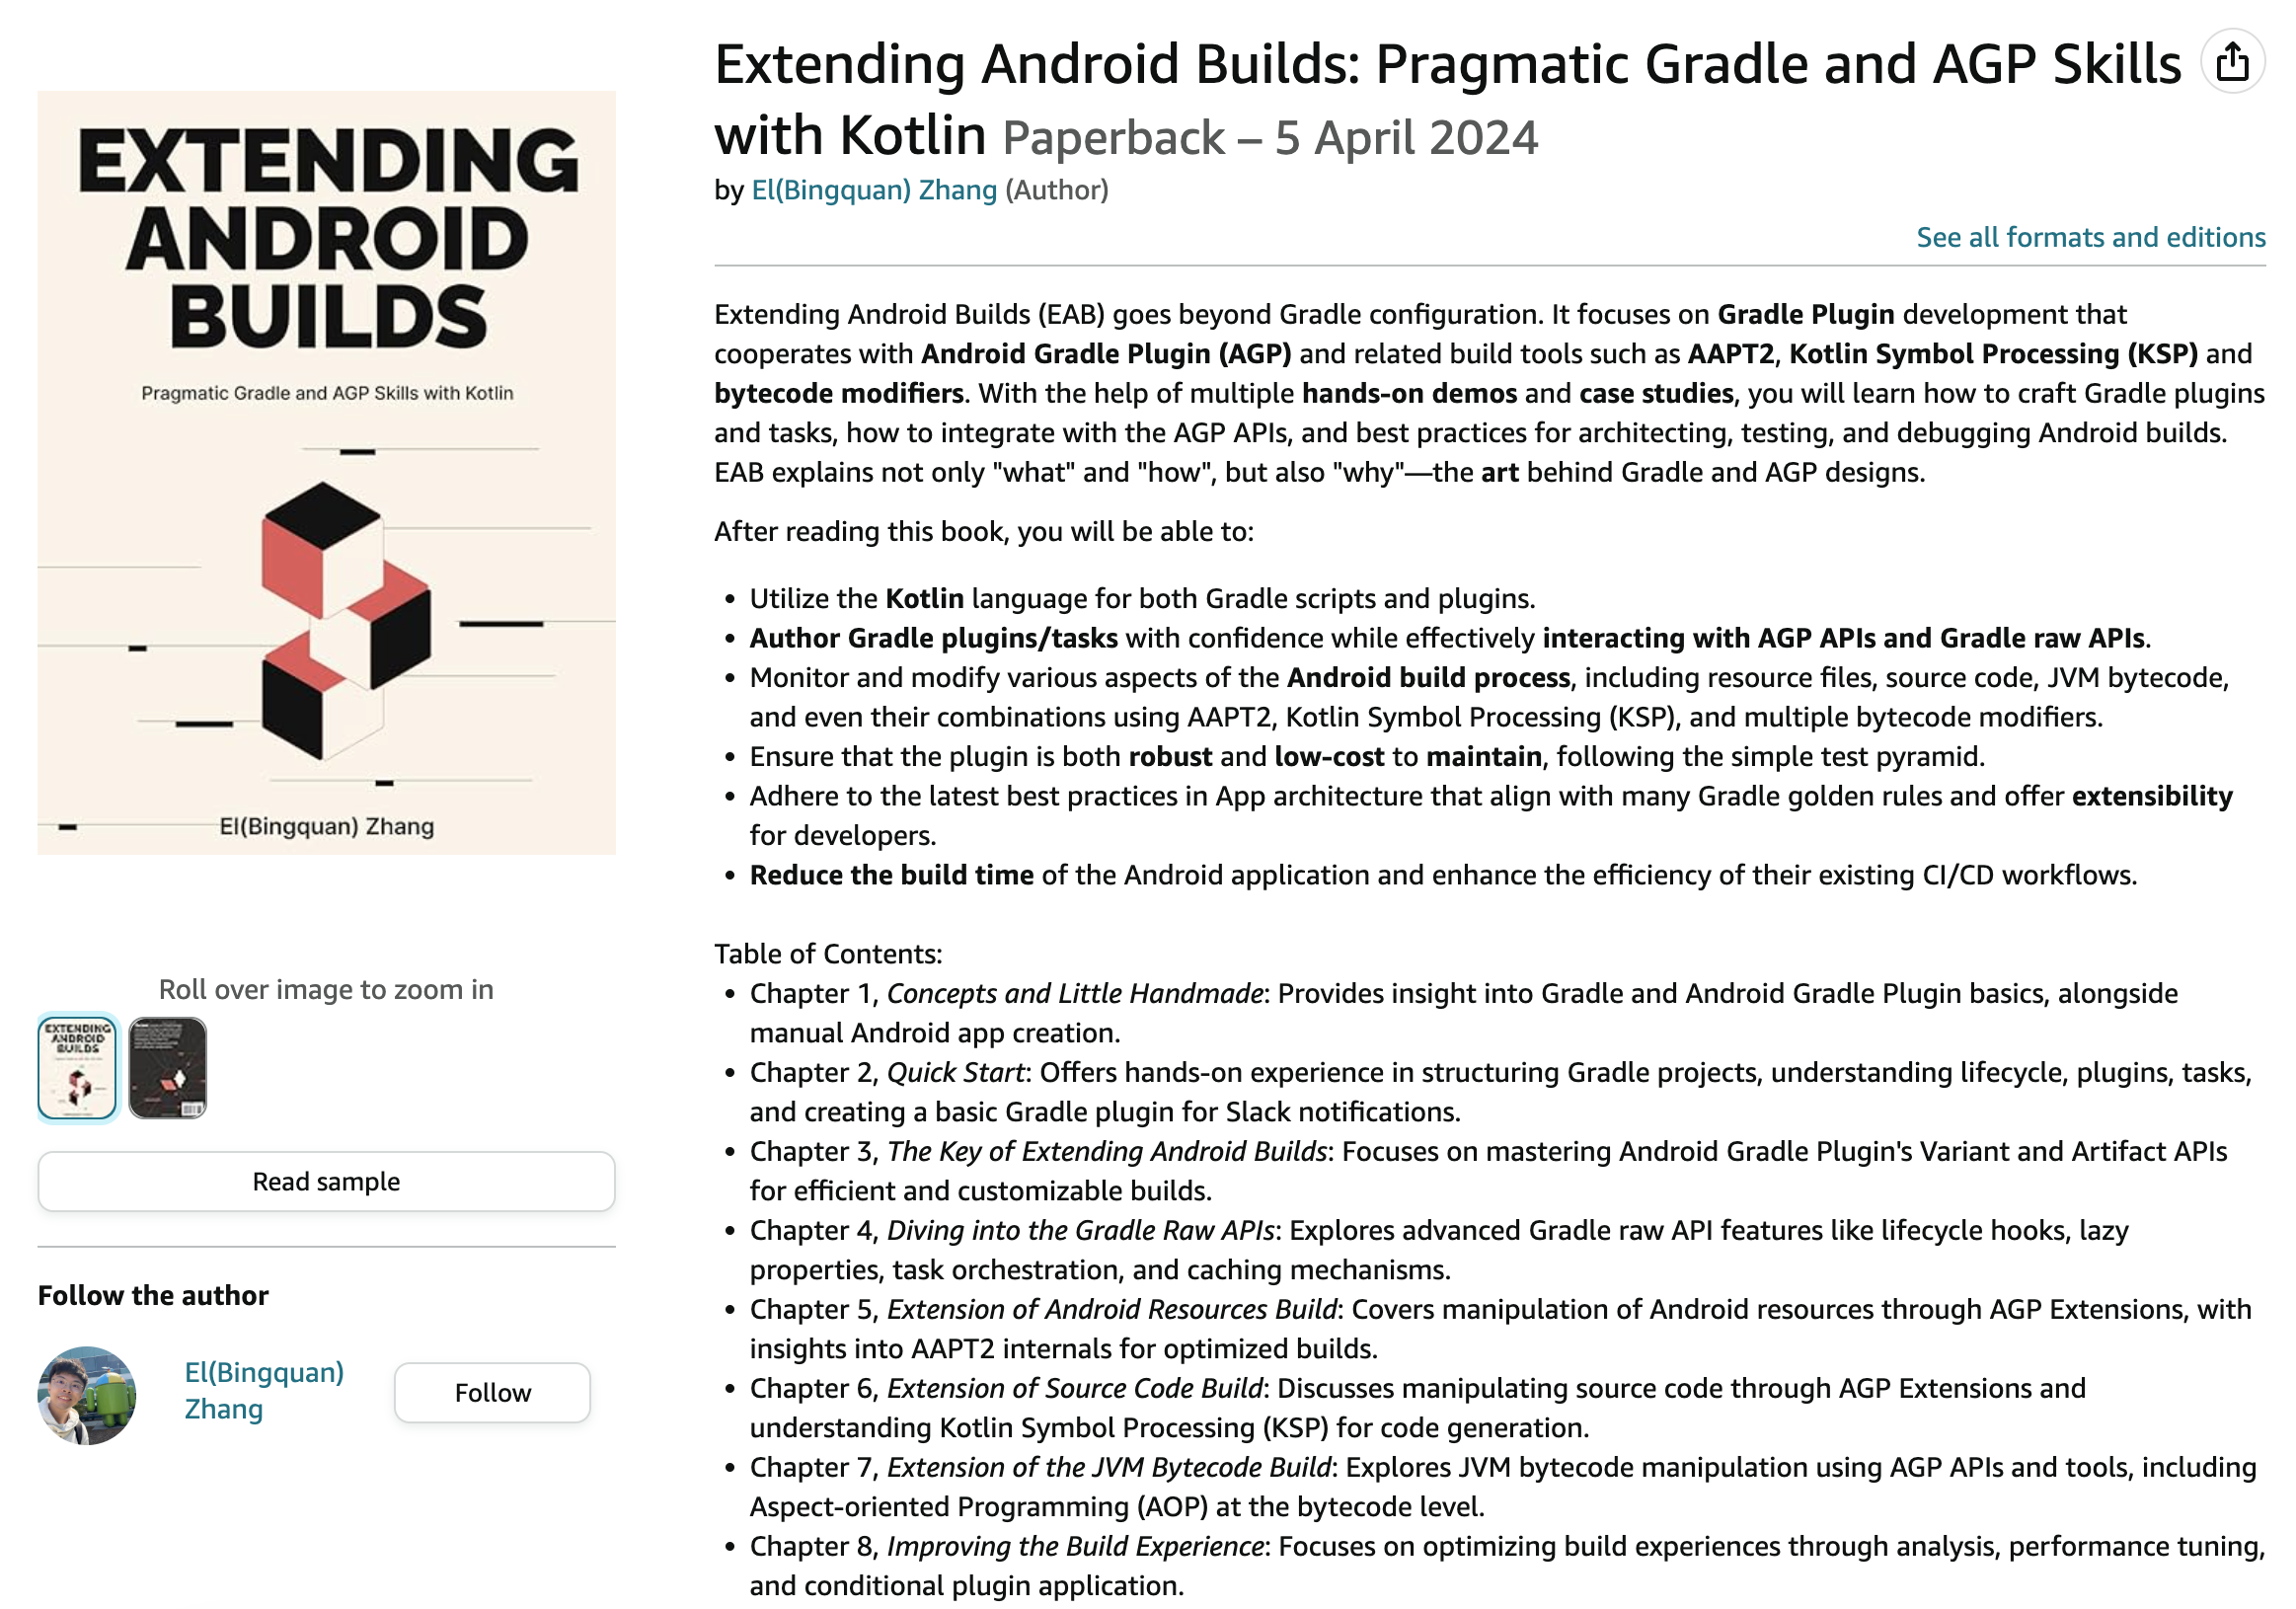 EXTENDING
ANDROID
BUILDS
Pragmatic Gradle and AGP Skills with Kotlin
El(Bingquan) Zhang
Roll over image to zoom in
EXTENDING
ANDROID
BUILDS
Read sample
Follow the author
El(Bingquan)
Zhang
Follow
Extending Android Builds: Pragmatic Gradle and AGP Skills
with Kotlin Paperback – 5 April 2024
by El(Bingquan) Zhang (Author)
See all formats and editions
Extending Android Builds (EAB) goes beyond Gradle configuration. It focuses on Gradle Plugin development that
cooperates with Android Gradle Plugin (AGP) and related build tools such as AAPT2, Kotlin Symbol Processing (KSP) and
bytecode modifiers. With the help of multiple hands-on demos and case studies, you will learn how to craft Gradle plugins
and tasks, how to integrate with the AGP APIs, and best practices for architecting, testing, and debugging Android builds.
EAB explains not only "what" and "how", but also "why"—the art behind Gradle and AGP designs.
After reading this book, you will be able to:
• Utilize the Kotlin language for both Gradle scripts and plugins.
• Author Gradle plugins/tasks with confidence while effectively interacting with AGP APIs and Gradle raw APIs.
• Monitor and modify various aspects of the Android build process, including resource files, source code, JVM bytecode,
and even their combinations using AAPT2, Kotlin Symbol Processing (KSP), and multiple bytecode modifiers.
• Ensure that the plugin is both robust and low-cost to maintain, following the simple test pyramid.
• Adhere to the latest best practices in App architecture that align with many Gradle golden rules and offer extensibility
for developers.
• Reduce the build time of the Android application and enhance the efficiency of their existing CI/CD workflows.
Table of Contents:
• Chapter 1, Concepts and Little Handmade: Provides insight into Gradle and Android Gradle Plugin basics, alongside
manual Android app creation.
• Chapter 2, Quick Start: Offers hands-on experience in structuring Gradle projects, understanding lifecycle, plugins, tasks,
and creating a basic Gradle plugin for Slack notifications.
• Chapter 3, The Key of Extending Android Builds: Focuses on mastering Android Gradle Plugin's Variant and Artifact APIs
for efficient and customizable builds.
• Chapter 4, Diving into the Gradle Raw APIs: Explores advanced Gradle raw API features like lifecycle hooks, lazy
properties, task orchestration, and caching mechanisms.
• Chapter 5, Extension of Android Resources Build: Covers manipulation of Android resources through AGP Extensions, with
insights into AAPT2 internals for optimized builds.
• Chapter 6, Extension of Source Code Build: Discusses manipulating source code through AGP Extensions and
understanding Kotlin Symbol Processing (KSP) for code generation.
• Chapter 7, Extension of the JVM Bytecode Build: Explores JVM bytecode manipulation using AGP APIs and tools, including
Aspect-oriented Programming (AOP) at the bytecode level.
• Chapter 8, Improving the Build Experience: Focuses on optimizing build experiences through analysis, performance tuning,
and conditional plugin application.